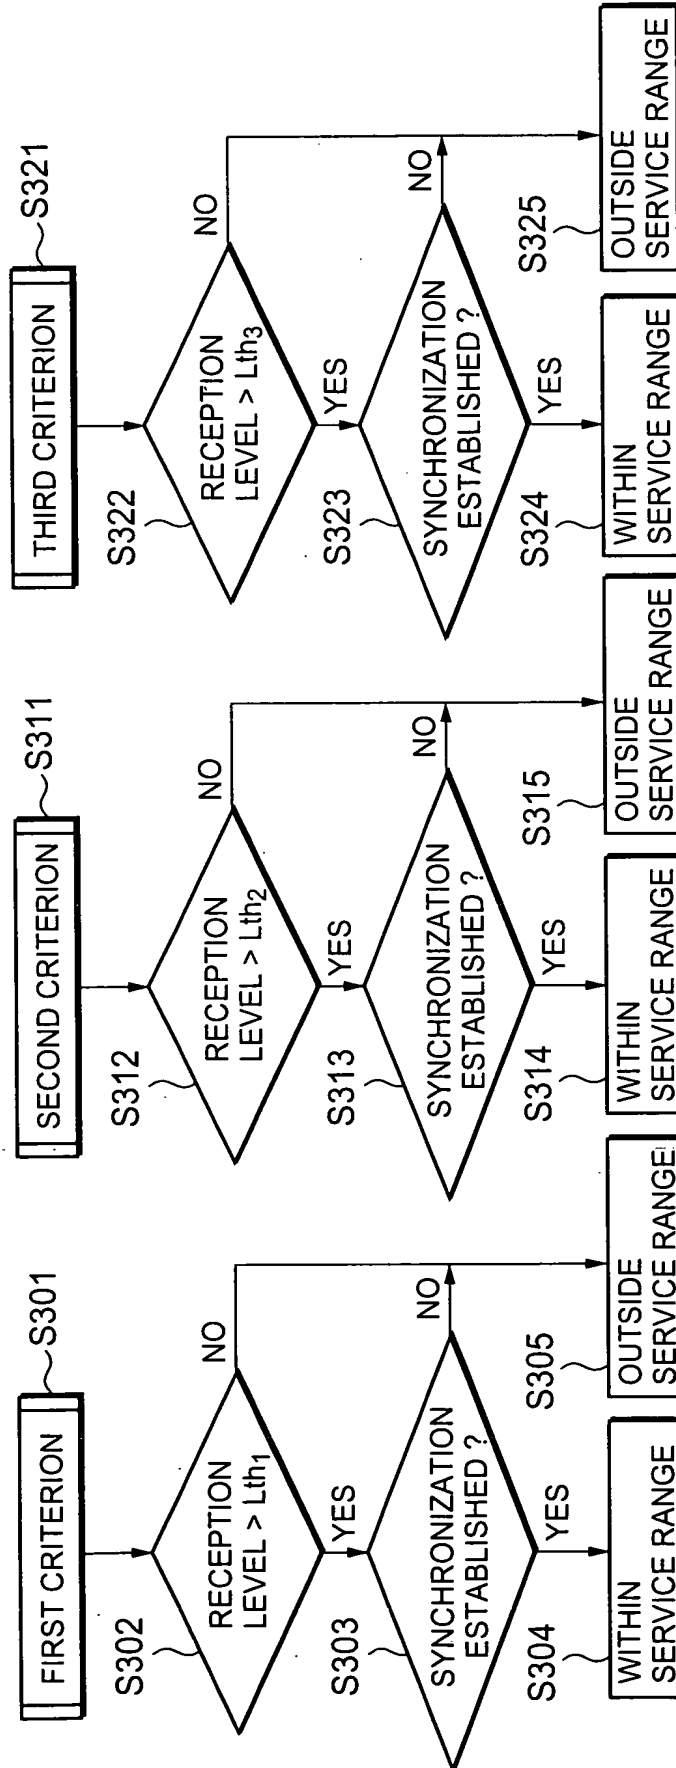 FIRST CRITERION
S301
S302
RECEPTION
LEVEL > Lth1
NO
YES
S303
SYNCHRONIZATION
ESTABLISHED ?
NO
YES
S304
WITHIN
SERVICE RANGE
S305
OUTSIDE
SERVICE RANGE
SECOND CRITERION
S311
S312
RECEPTION
LEVEL > Lth2
NO
YES
S313
SYNCHRONIZATION
ESTABLISHED ?
NO
YES
S314
WITHIN
SERVICE RANGE
S315
OUTSIDE
SERVICE RANGE
THIRD CRITERION
S321
S322
RECEPTION
LEVEL > Lth3
NO
YES
S323
SYNCHRONIZATION
ESTABLISHED ?
NO
YES
S324
WITHIN
SERVICE RANGE
S325
OUTSIDE
SERVICE RANGE